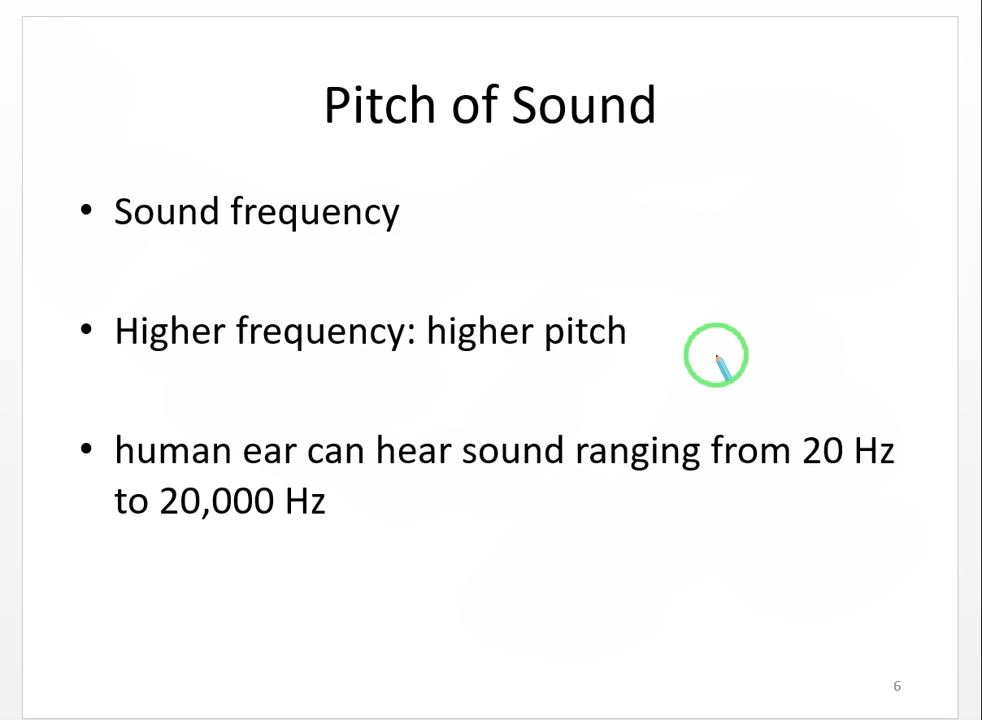 Pitch of Sound
• Sound frequency
• Higher frequency: higher pitch
• human ear can hear sound ranging from 20 Hz
to 20,000 Hz
6